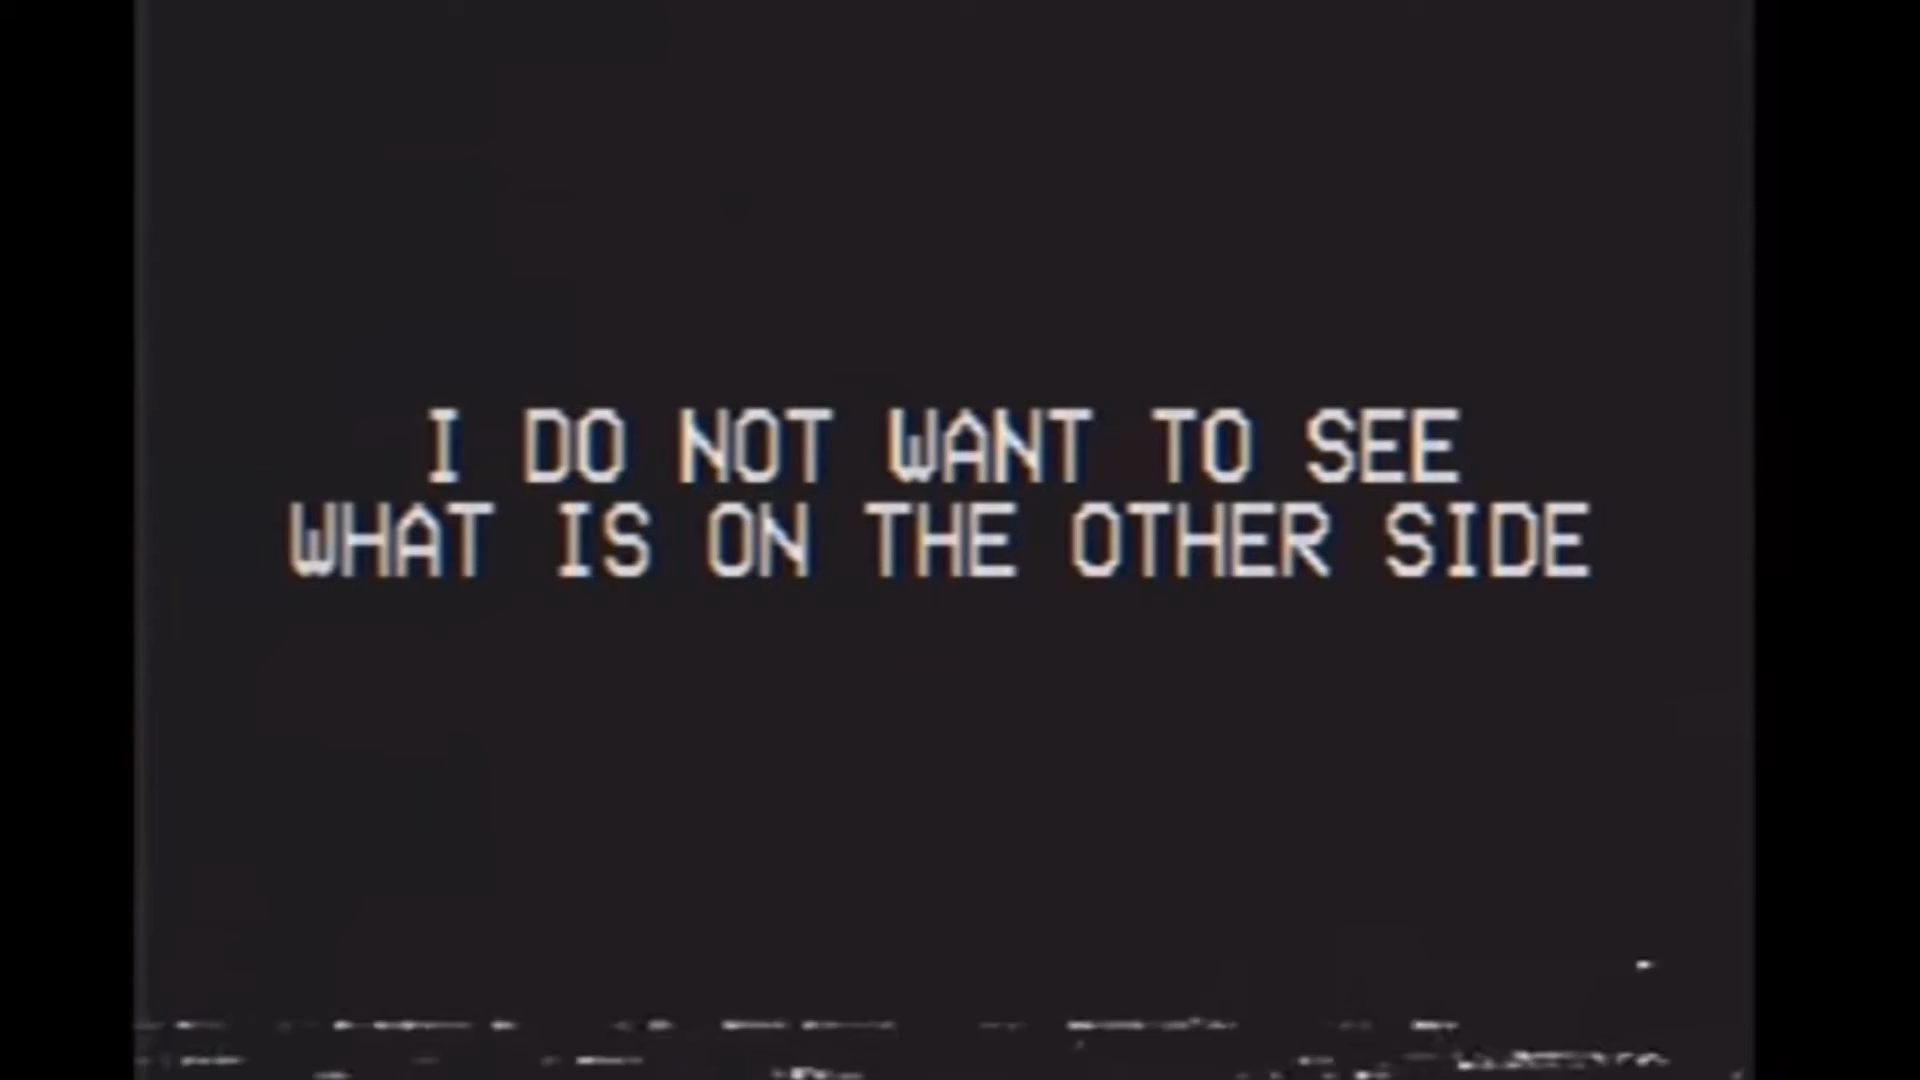 I DO NOT WANT TO SEE
WHAT IS ON THE OTHER SIDE